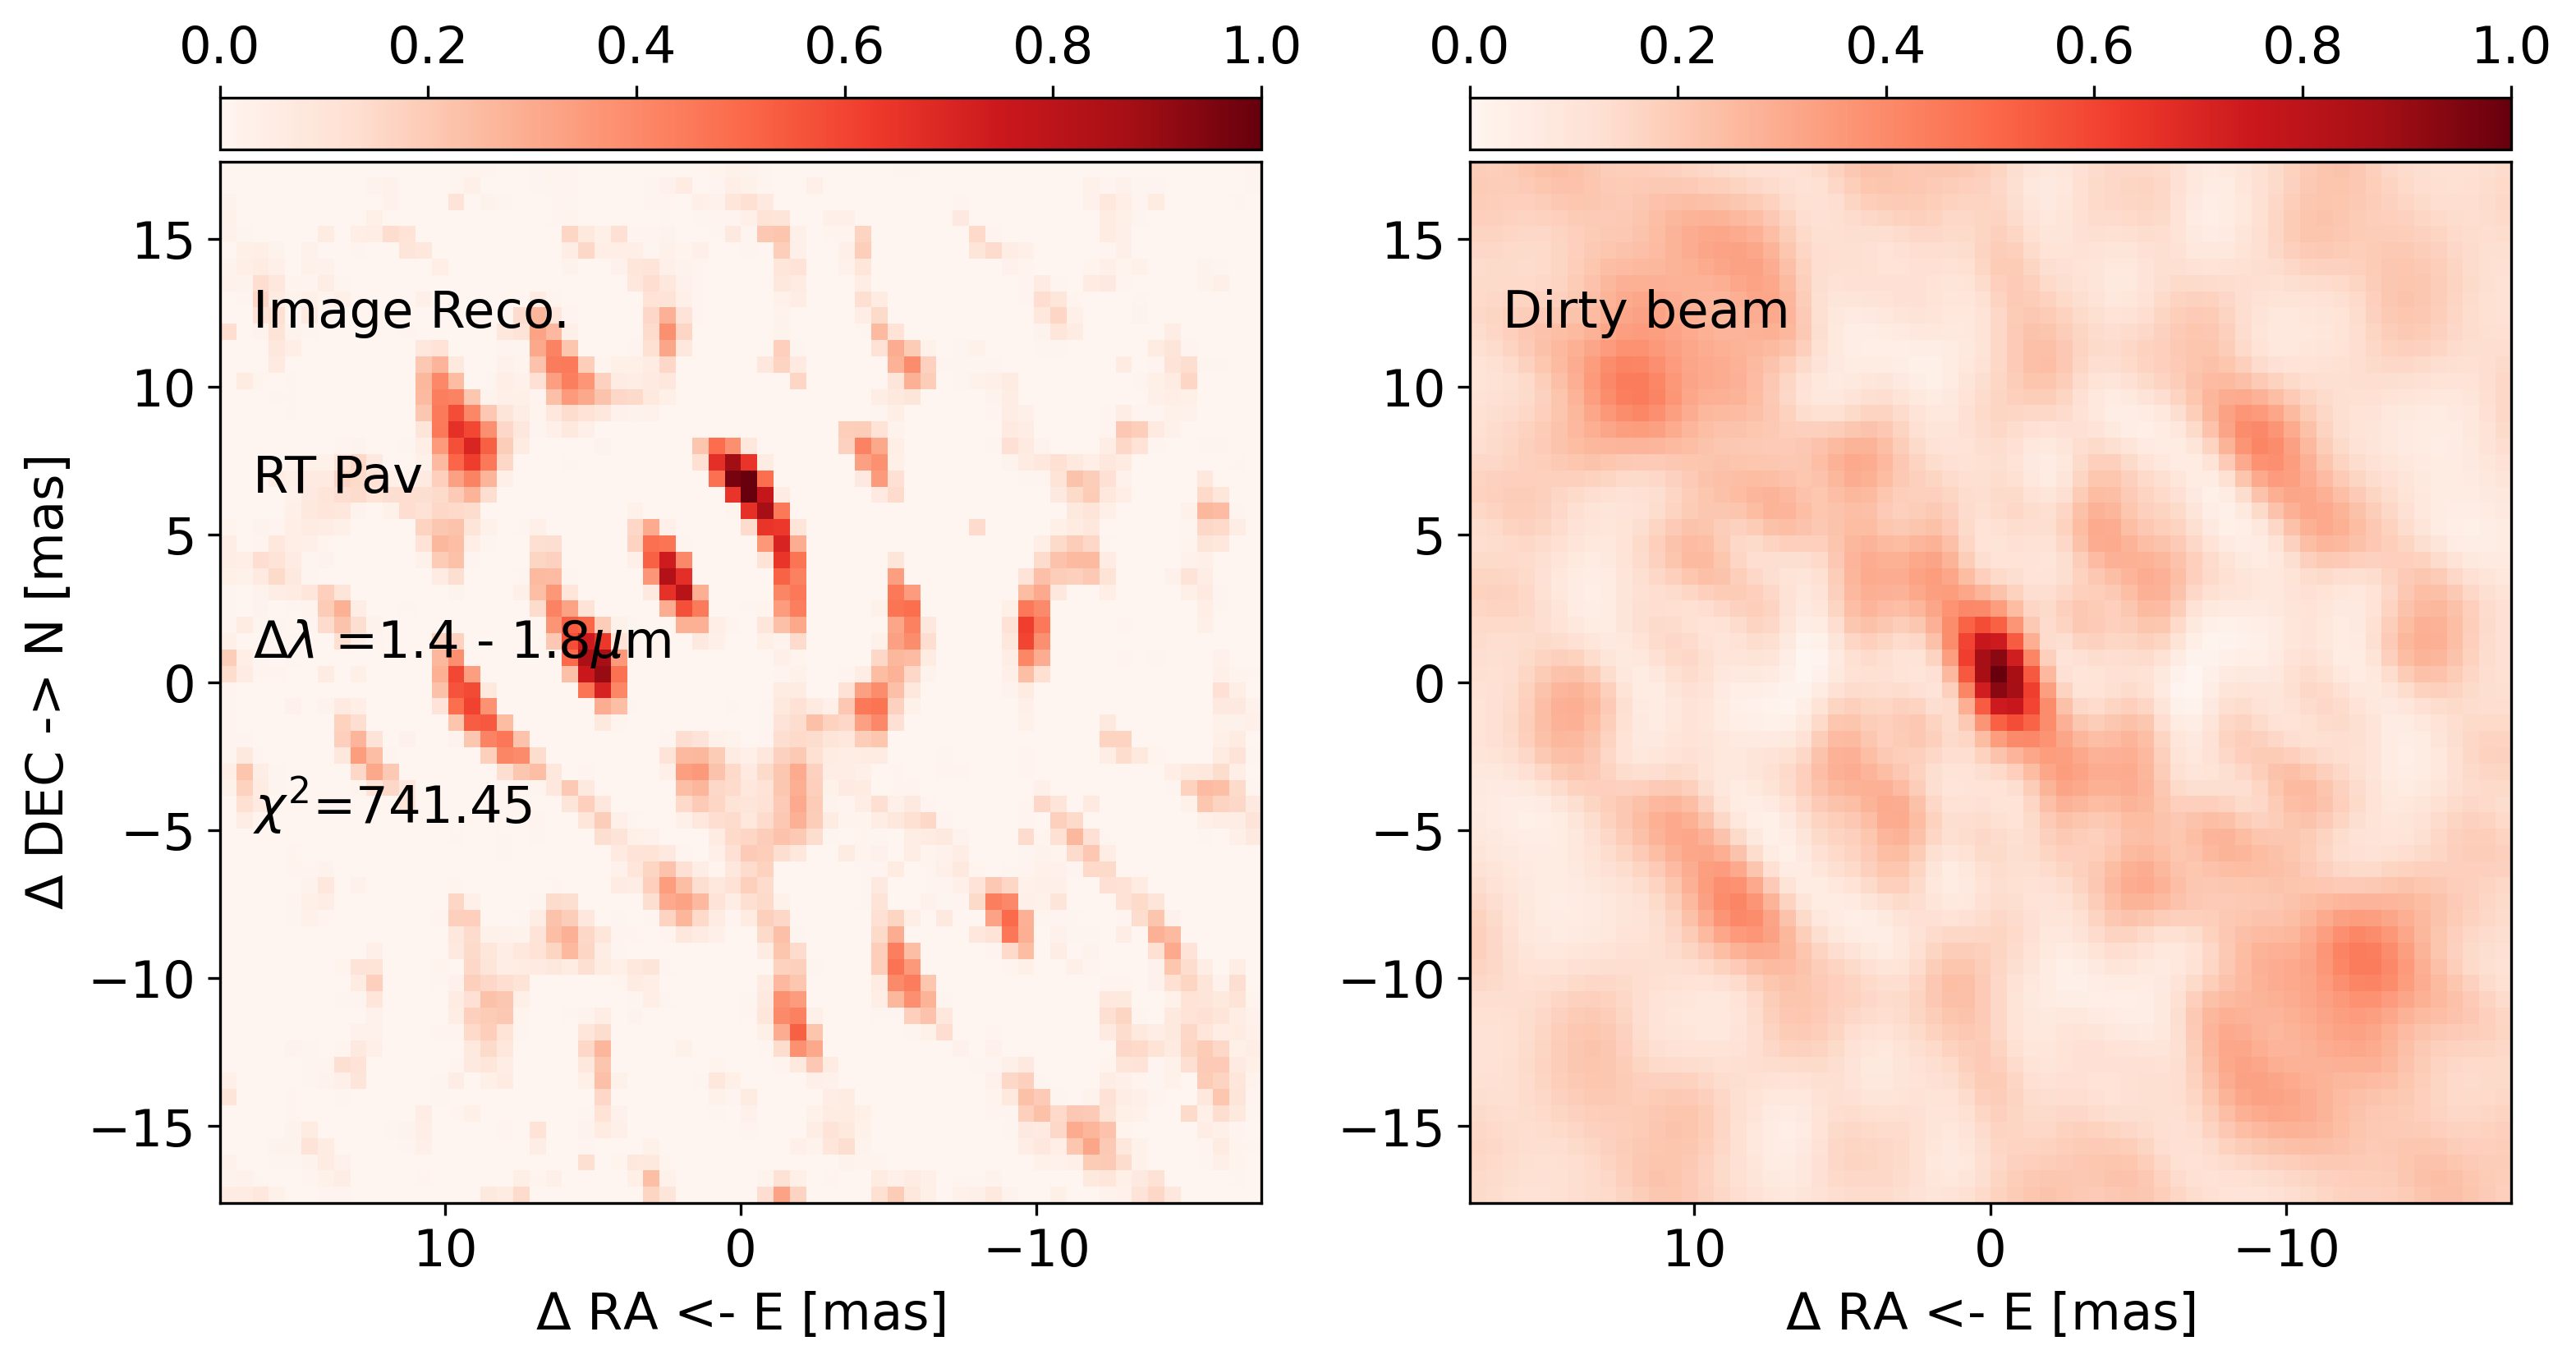 0.0 0.2 0.4 0.6 0.8 1.0
0.0 0.2 0.4 0.6 0.8 1.0
Image Reco.
RT Pav
Δλ =1.4 - 1.8μm
χ²=741.45
Δ DEC -> N [mas]
15
10
5
0
−5
−10
−15
10 0 −10
Δ RA <- E [mas]
Dirty beam
15
10
5
0
−5
−10
−15
10 0 −10
Δ RA <- E [mas]